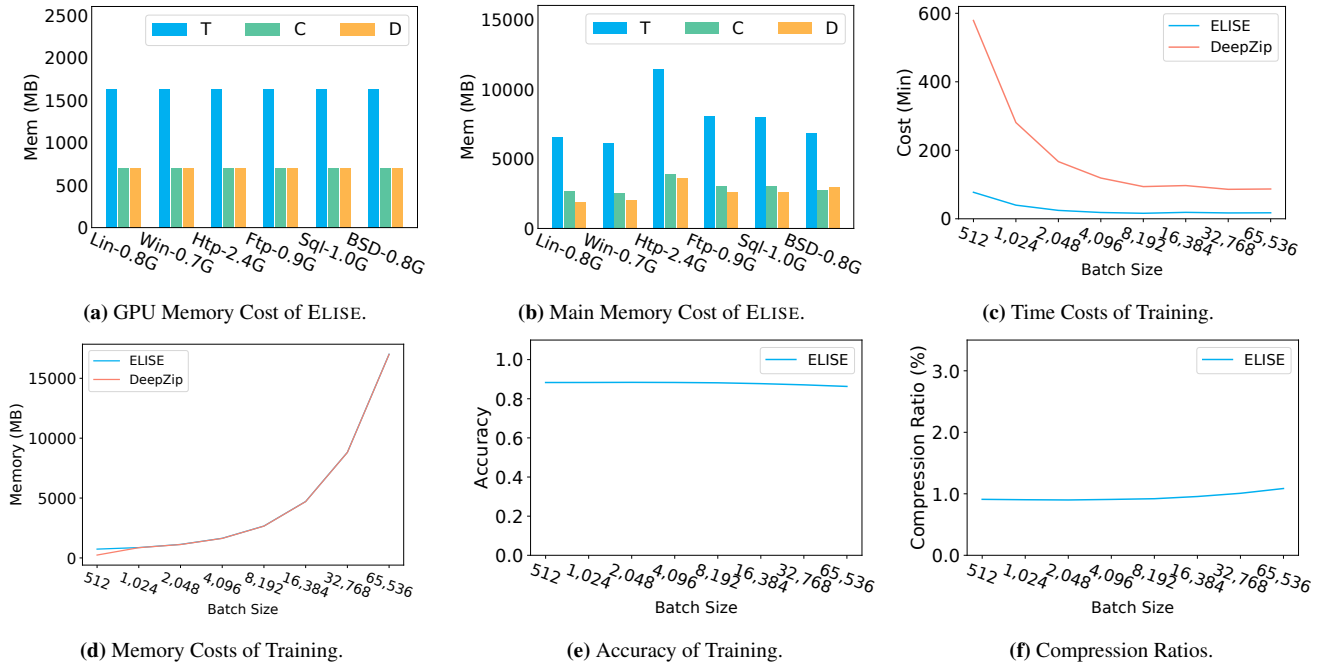 2500
2000
1500
1000
500
0
Mem (MB)
T C D
Lin-0.8G Win-0.7G Htp-2.4G Ftp-0.9G Sql-1.0G BSD-0.8G
(a) GPU Memory Cost of ELISE.
15000
10000
5000
0
Mem (MB)
T C D
Lin-0.8G Win-0.7G Htp-2.4G Ftp-0.9G Sql-1.0G BSD-0.8G
(b) Main Memory Cost of ELISE.
600
400
200
0
Cost (Min)
ELISE
DeepZip
512 1,024 2,048 4,096 8,192 16,384 32,768 65,536
Batch Size
(c) Time Costs of Training.
15000
10000
5000
0
Memory (MB)
ELISE
DeepZip
512 1,024 2,048 4,096 8,192 16,384 32,768 65,536
Batch Size
(d) Memory Costs of Training.
1.0
0.8
0.6
0.4
0.2
0.0
Accuracy
ELISE
512 1,024 2,048 4,096 8,192 16,384 32,768 65,536
Batch Size
(e) Accuracy of Training.
3.0
2.0
1.0
0.0
Compression Ratio (%)
ELISE
512 1,024 2,048 4,096 8,192 16,384 32,768 65,536
Batch Size
(f) Compression Ratios.